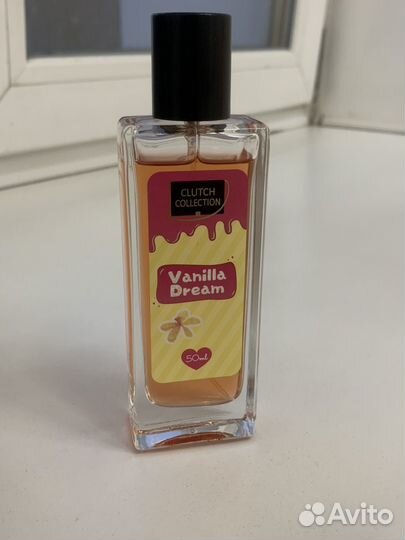 CLUTCH
COLLECTION
Vanilla
Dream
50ml
Avito